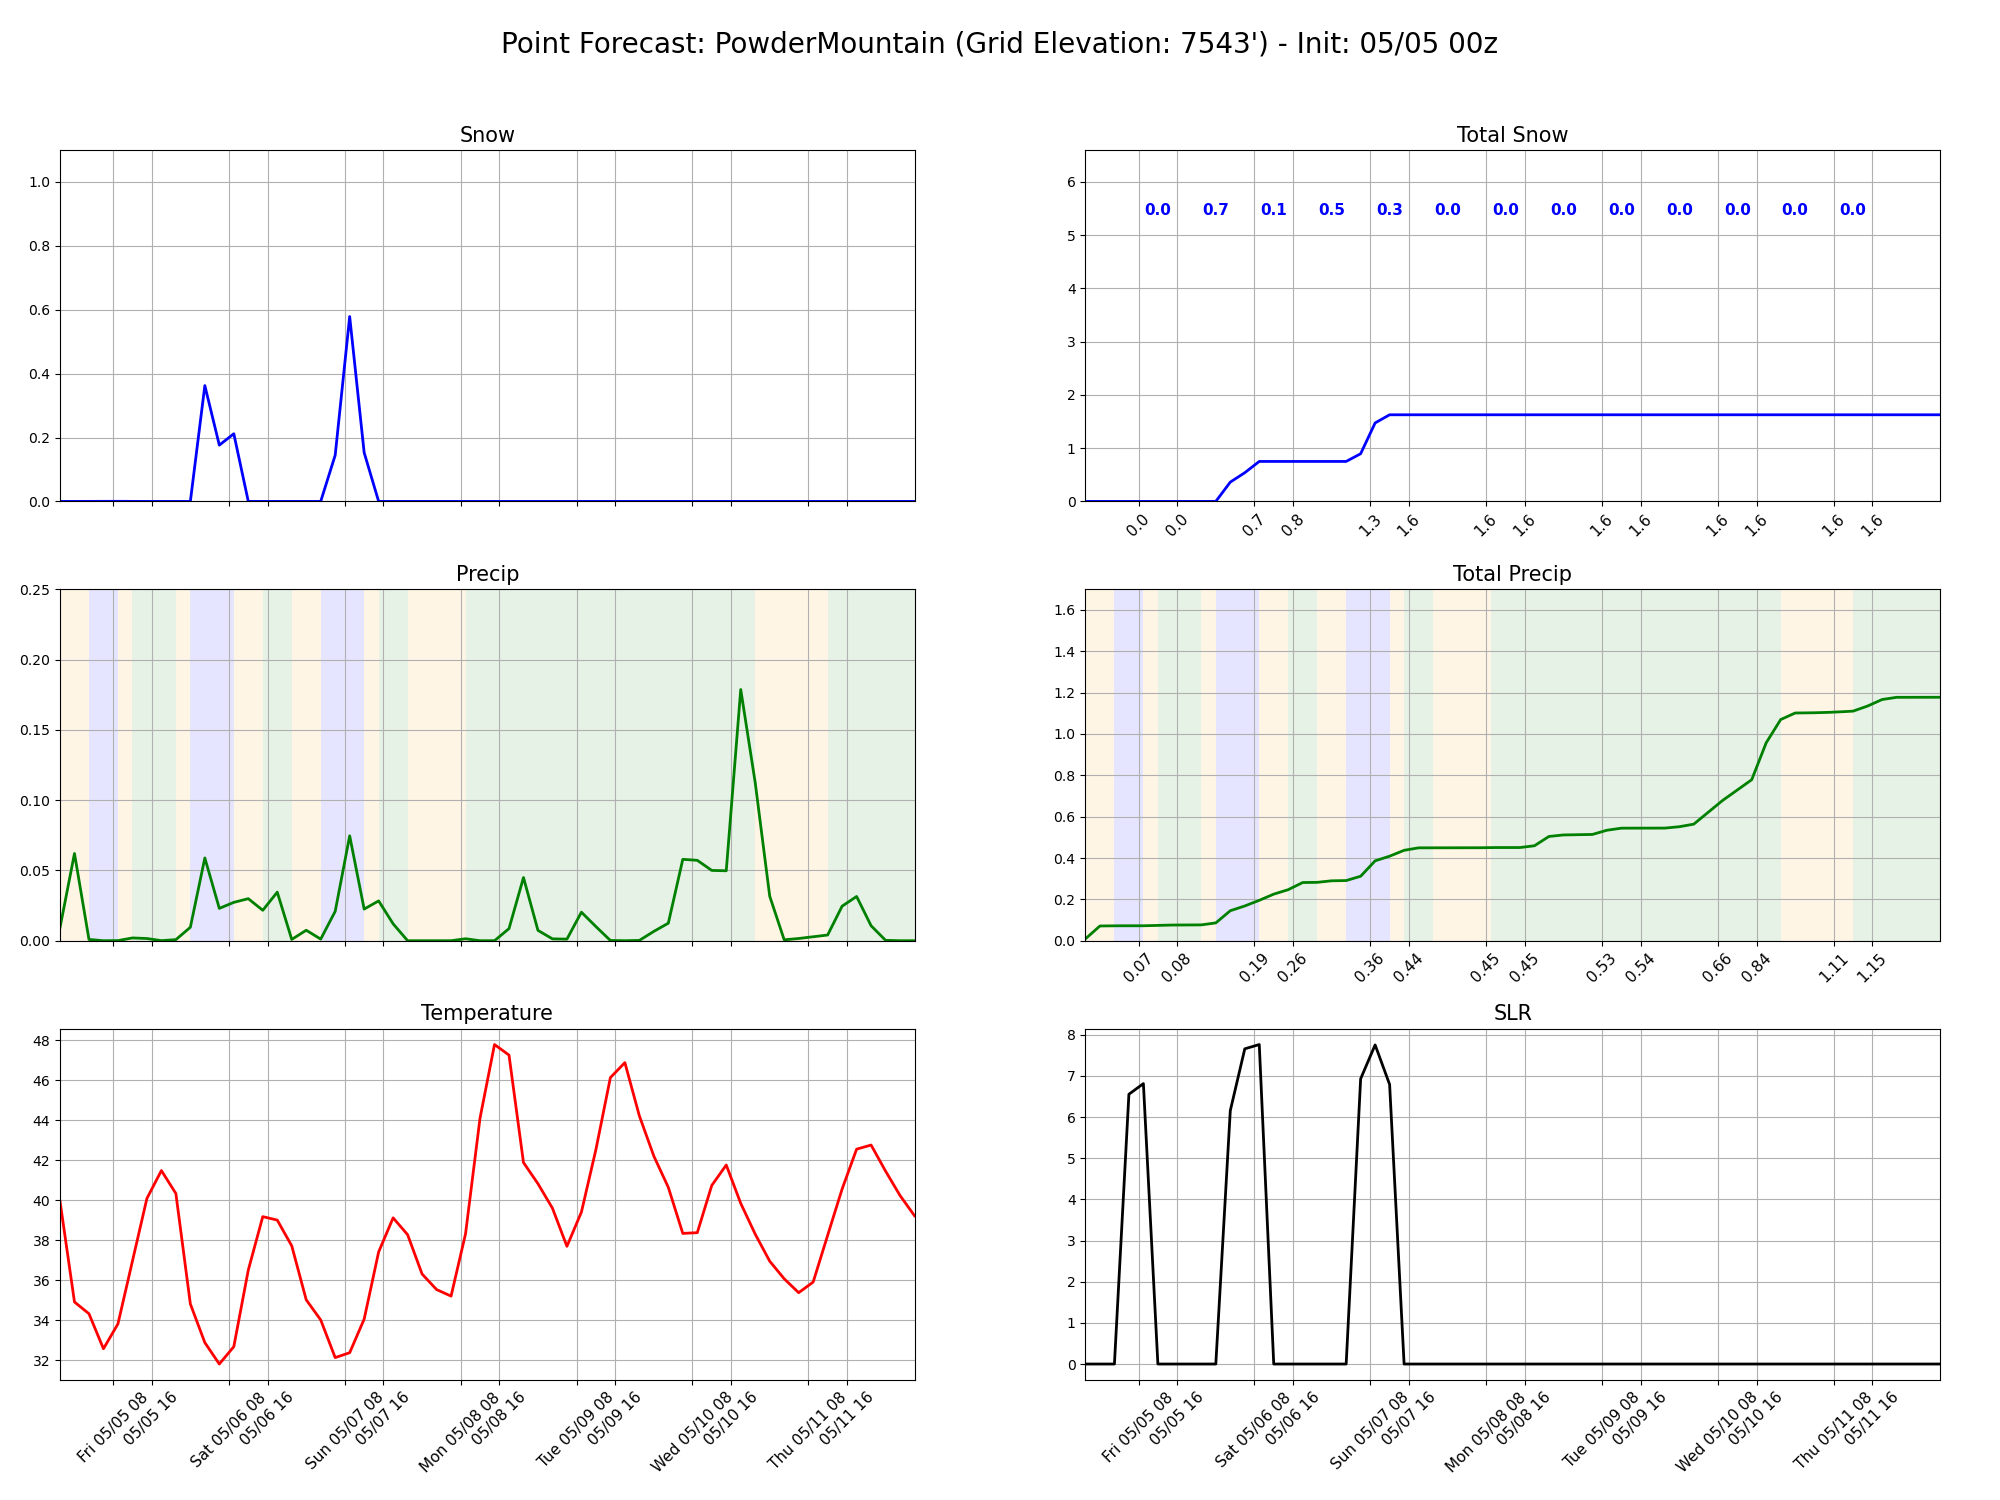 Point Forecast: PowderMountain (Grid Elevation: 7543') - Init: 05/05 00z
Snow
1.0
0.8
0.6
0.4
0.2
0.0
Total Snow
6
5
4
3
2
1
0
0.0 0.7 0.1 0.5 0.3 0.0 0.0 0.0 0.0 0.0 0.0 0.0 0.0
0.0 0.0 0.7 0.8 1.3 1.6 1.6 1.6 1.6 1.6 1.6 1.6 1.6 1.6
Precip
0.25
0.20
0.15
0.10
0.05
0.00
Total Precip
1.6
1.4
1.2
1.0
0.8
0.6
0.4
0.2
0.0
0.07 0.08 0.19 0.26 0.36 0.44 0.45 0.45 0.53 0.54 0.66 0.84 1.11 1.15
Temperature
48
46
44
42
40
38
36
34
32
Fri 05/05 08
05/05 16
Sat 05/06 08
05/06 16
Sun 05/07 08
05/07 16
Mon 05/08 08
05/08 16
Tue 05/09 08
05/09 16
Wed 05/10 08
05/10 16
Thu 05/11 08
05/11 16
SLR
8
7
6
5
4
3
2
1
0
Fri 05/05 08
05/05 16
Sat 05/06 08
05/06 16
Sun 05/07 08
05/07 16
Mon 05/08 08
05/08 16
Tue 05/09 08
05/09 16
Wed 05/10 08
05/10 16
Thu 05/11 08
05/11 16